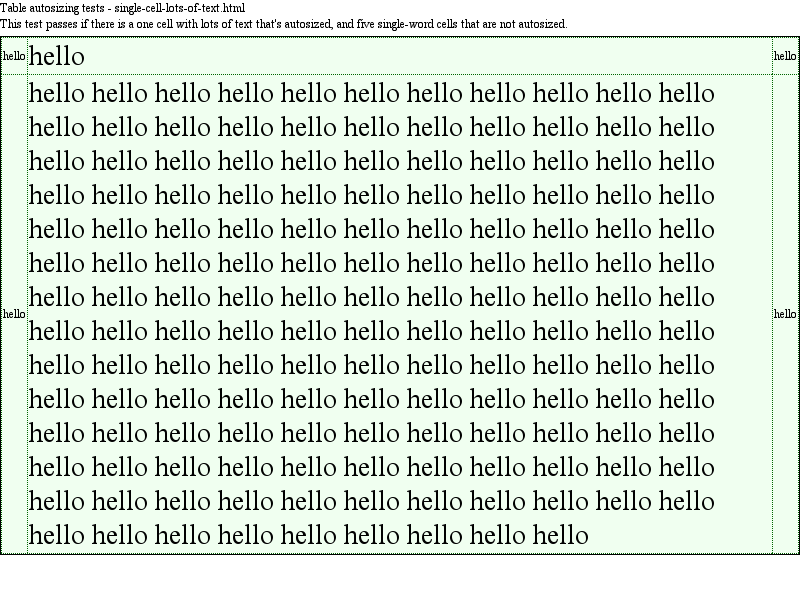 Table autosizing tests - single-cell-lots-of-text.html
This test passes if there is a one cell with lots of text that's autosized, and five single-word cells that are not autosized.
hello hello hello
hello hello hello hello hello hello hello hello hello hello hello
hello hello hello hello hello hello hello hello hello hello hello
hello hello hello hello hello hello hello hello hello hello hello
hello hello hello hello hello hello hello hello hello hello hello
hello hello hello hello hello hello hello hello hello hello hello
hello hello hello hello hello hello hello hello hello hello hello
hello hello hello hello hello hello hello hello hello hello hello hello hello
hello hello hello hello hello hello hello hello hello hello hello
hello hello hello hello hello hello hello hello hello hello hello
hello hello hello hello hello hello hello hello hello hello hello
hello hello hello hello hello hello hello hello hello hello hello
hello hello hello hello hello hello hello hello hello hello hello
hello hello hello hello hello hello hello hello hello hello hello
hello hello hello hello hello hello hello hello hello